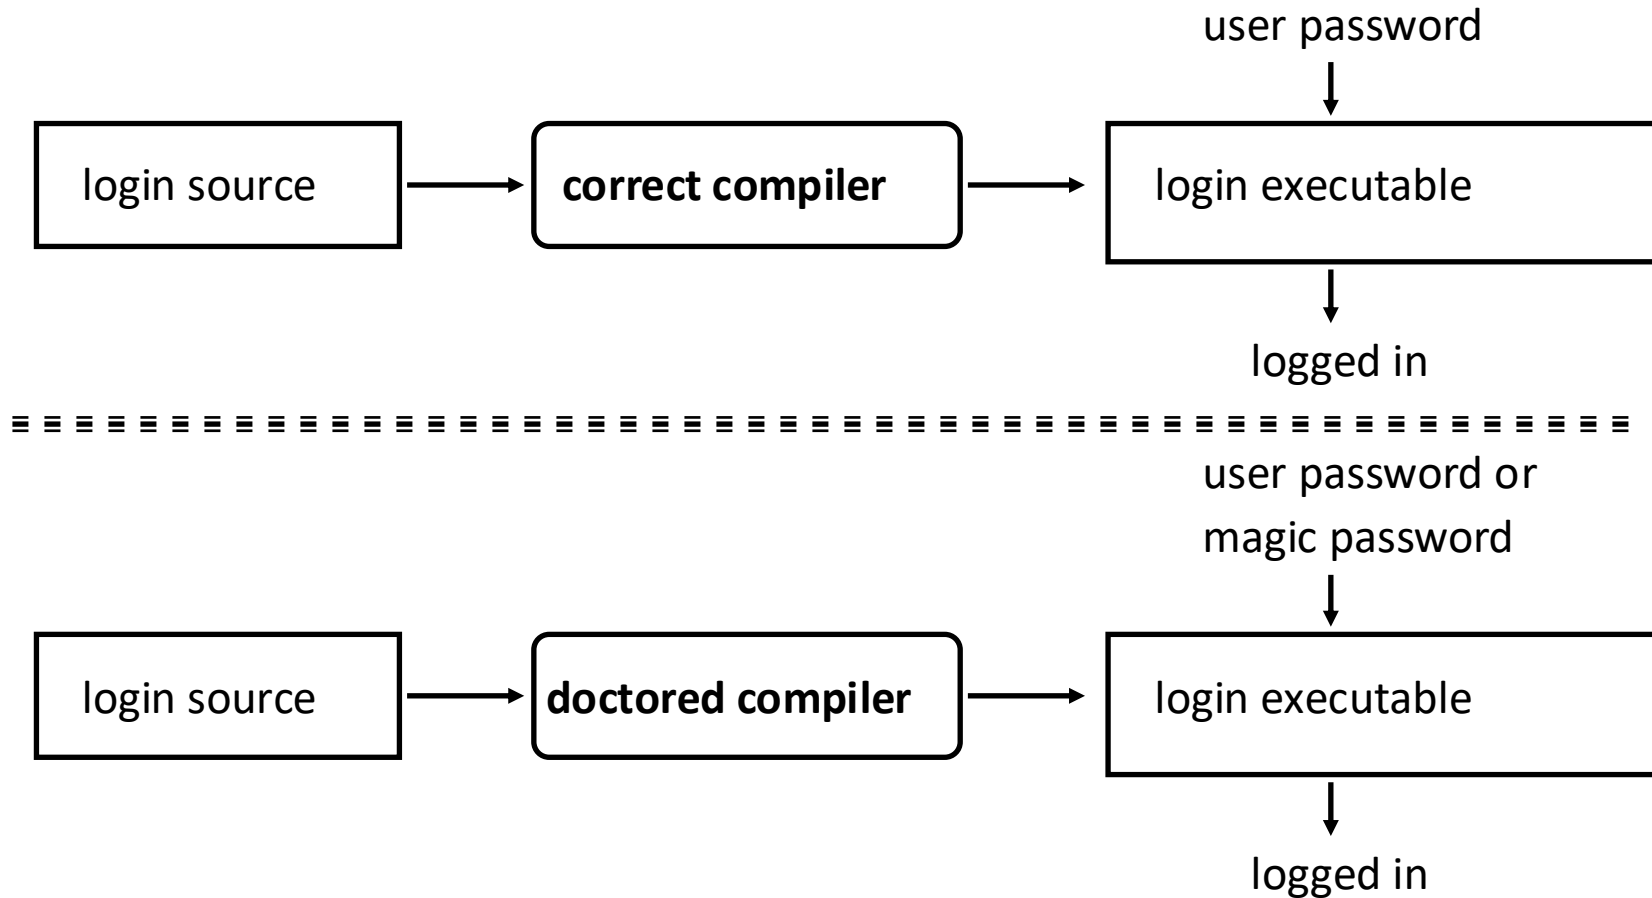 user password
login source
correct compiler
login executable
logged in
user password or
magic password
login source
doctored compiler
login executable
logged in